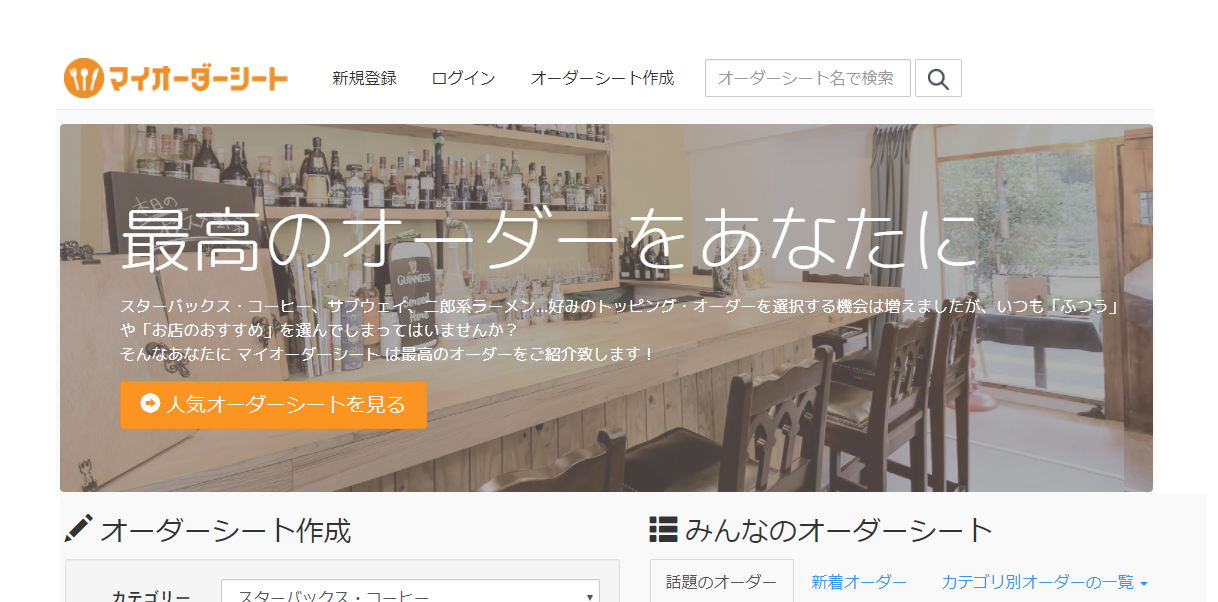 マイオーダーシート
新規登録 ログイン オーダーシート作成 オーダーシート名で検索
本日の
最高のオーダーをあなたに
GUINNESS
スターバックス・コーヒー、サブウェイ、二郎系ラーメン...好みのトッピング・オーダーを選択する機会は増えましたが、いつも「ふつう」
や「お店のおすすめ」を選んでしまってはいませんか？
そんなあなたに マイオーダーシート は最高のオーダーをご紹介致します！
人気オーダーシートを見る
オーダーシート作成
みんなのオーダーシート
話題のオーダー 新着オーダー カテゴリ別オーダーの一覧
カテゴリー スターバックス・コーヒー